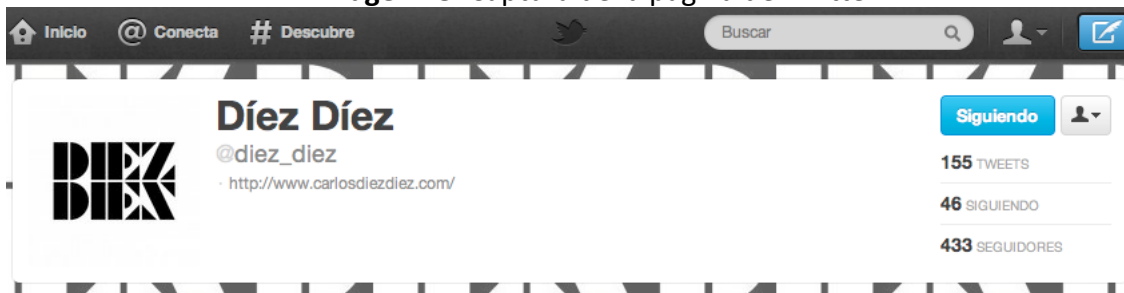 Inicio @ Conecta # Descubre Buscar
Díez Díez
@diez_diez
http://www.carlosdiezdiez.com/
DIEZ
DIEZ
Siguiendo
155 TWEETS
46 SIGUIENDO
433 SEGUIDORES